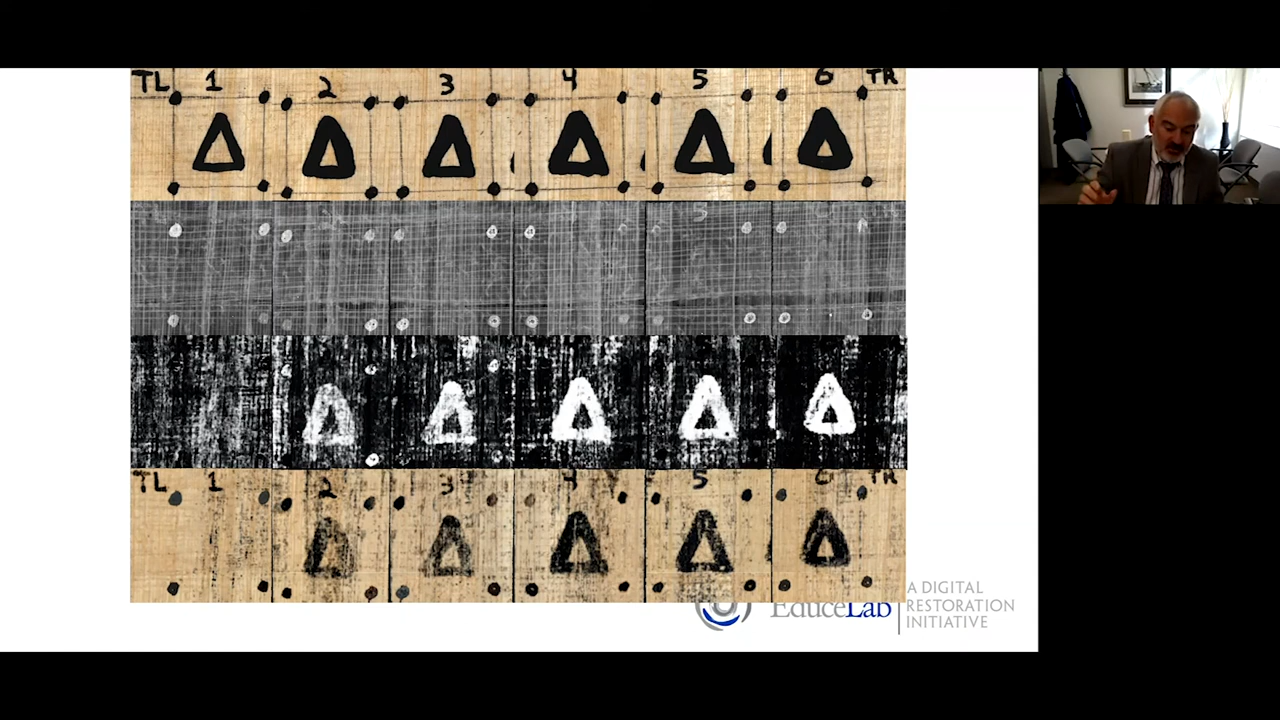 TL 1 2 3 4 5 6 TR
Δ Δ Δ Δ Δ Δ
5
Δ Δ Δ Δ Δ
TL 1 2 3 4 5 6 TR
Δ Δ Δ Δ Δ
EduceLab
A DIGITAL
RESTORATION
INITIATIVE